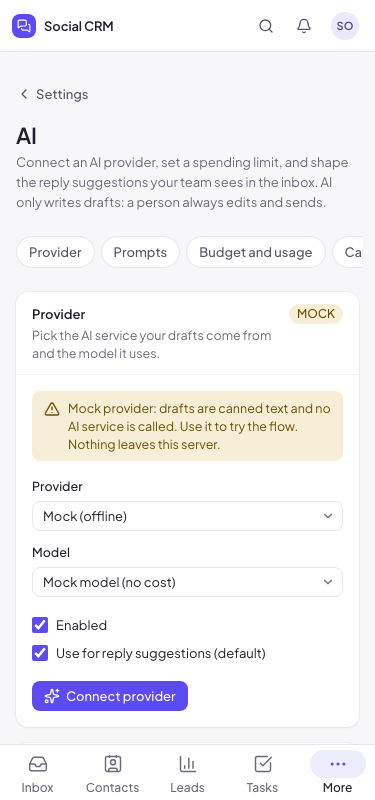 Social CRM
SO
Settings
AI
Connect an AI provider, set a spending limit, and shape
the reply suggestions your team sees in the inbox. AI
only writes drafts: a person always edits and sends.
Provider
Prompts
Budget and usage
Ca
Provider
MOCK
Pick the AI service your drafts come from
and the model it uses.
Mock provider: drafts are canned text and no
AI service is called. Use it to try the flow.
Nothing leaves this server.
Provider
Mock (offline)
Model
Mock model (no cost)
Enabled
Use for reply suggestions (default)
Connect provider
Inbox
Contacts
Leads
Tasks
More